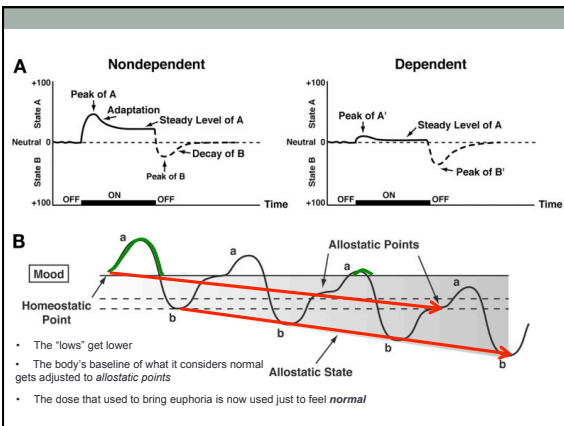 A
Nondependent
Dependent
+100
State A
Neutral 0
State B
+100
Peak of A
Adaptation
Steady Level of A
Decay of B
Peak of B
OFF
ON
OFF
Time
+100
State A
Neutral 0
State B
+100
Peak of A'
Steady Level of A
Peak of B'
OFF
ON
OFF
Time
B
a
a
a
a
Allostatic Points
Mood
Homeostatic
Point
b
b
b
b
Allostatic State
• The “lows” get lower
• The body’s baseline of what it considers normal
gets adjusted to allostatic points
• The dose that used to bring euphoria is now used just to feel normal